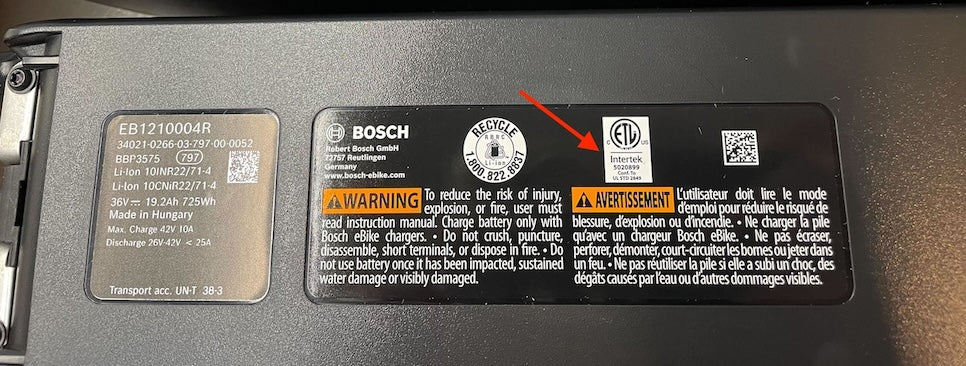 EB1210004R
34021-0266-03-797-00-0052
BBP3575 797
Li-Ion 10INR22/71-4
Li-Ion 10CNiR22/71-4
36V⎓ 19.2Ah 725Wh
Made in Hungary
Max. Charge 42V 10A
Discharge 26V-42V < 25A
Transport acc. UN-T 38-3
BOSCH
Robert Bosch GmbH
72757 Reutlingen
Germany
www.bosch-ebike.com
RECYCLE
RBRC
Li-Ion
1.800.822.8837
ETL
C US
Intertek
5020899
Conf.To
UL STD 2849
WARNING To reduce the risk of injury,
explosion, or fire, user must
read instruction manual. Charge battery only with
Bosch eBike chargers. • Do not crush, puncture,
disassemble, short terminals, or dispose in fire. • Do
not use battery once it has been impacted, sustained
water damage or visibly damaged.
AVERTISSEMENT L'utilisateur doit lire le mode
d'emploi pour réduire le risque de
blessure, d'explosion ou d'incendie. • Ne charger la pile
qu'avec un chargeur Bosch eBike. • Ne pas écraser,
perforer, démonter, court-circuiter les bornes ou jeter dans
un feu. • Ne pas réutiliser la pile si elle a subi un choc, des
dégâts causés par l'eau ou d'autres dommages visibles.